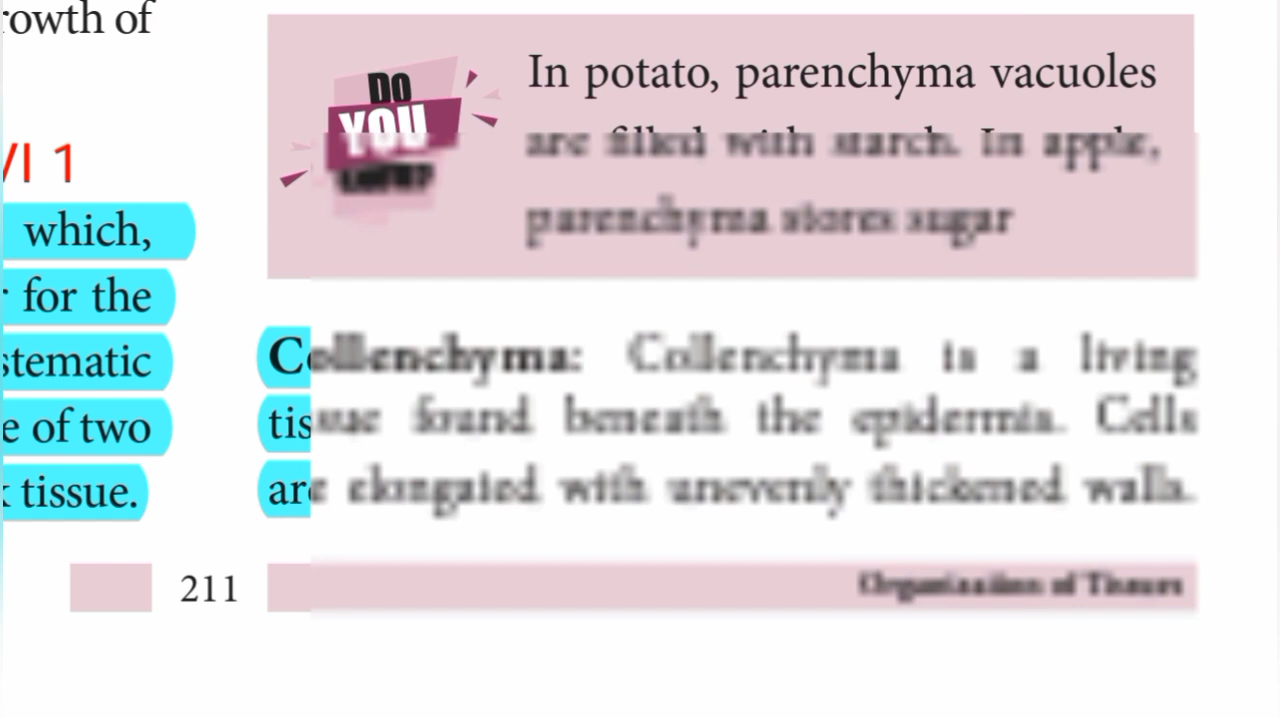 rowth of
VI 1
which,
for the
stematic
e of two
k tissue.
211
DO
YOU
In potato, parenchyma vacuoles
are filled with starch. In apple,
parenchyma stores sugar
Collenchyma: Collenchyma is a living
tissue found beneath the epidermis. Cells
are elongated with unevenly thickened walls.
Organization of Tissues